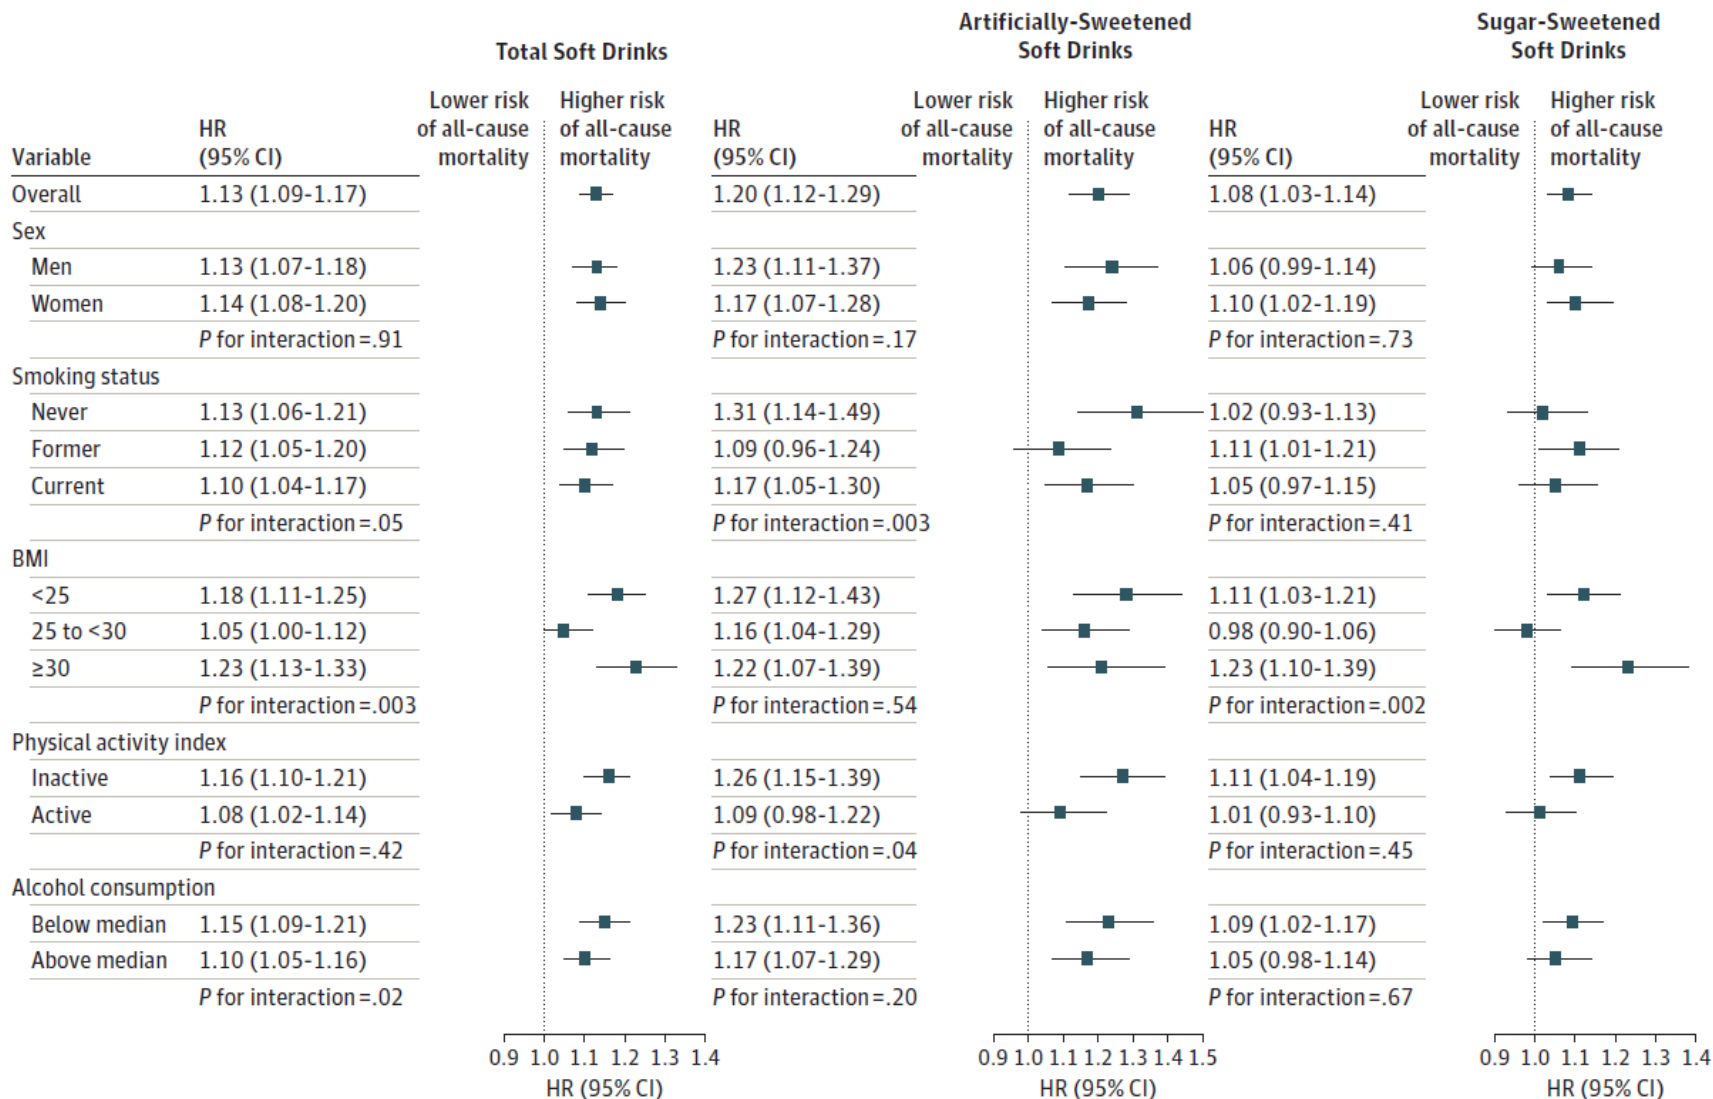 Total Soft Drinks
Artificially-Sweetened
Soft Drinks
Sugar-Sweetened
Soft Drinks
Variable
HR
(95% CI)
Lower risk
of all-cause
mortality
Higher risk
of all-cause
mortality
HR
(95% CI)
Lower risk
of all-cause
mortality
Higher risk
of all-cause
mortality
HR
(95% CI)
Lower risk
of all-cause
mortality
Higher risk
of all-cause
mortality
Overall 1.13 (1.09-1.17) 1.20 (1.12-1.29) 1.08 (1.03-1.14)
Sex
Men 1.13 (1.07-1.18) 1.23 (1.11-1.37) 1.06 (0.99-1.14)
Women 1.14 (1.08-1.20) 1.17 (1.07-1.28) 1.10 (1.02-1.19)
P for interaction=.91 P for interaction=.17 P for interaction=.73
Smoking status
Never 1.13 (1.06-1.21) 1.31 (1.14-1.49) 1.02 (0.93-1.13)
Former 1.12 (1.05-1.20) 1.09 (0.96-1.24) 1.11 (1.01-1.21)
Current 1.10 (1.04-1.17) 1.17 (1.05-1.30) 1.05 (0.97-1.15)
P for interaction=.05 P for interaction=.003 P for interaction=.41
BMI
<25 1.18 (1.11-1.25) 1.27 (1.12-1.43) 1.11 (1.03-1.21)
25 to <30 1.05 (1.00-1.12) 1.16 (1.04-1.29) 0.98 (0.90-1.06)
≥30 1.23 (1.13-1.33) 1.22 (1.07-1.39) 1.23 (1.10-1.39)
P for interaction=.003 P for interaction=.54 P for interaction=.002
Physical activity index
Inactive 1.16 (1.10-1.21) 1.26 (1.15-1.39) 1.11 (1.04-1.19)
Active 1.08 (1.02-1.14) 1.09 (0.98-1.22) 1.01 (0.93-1.10)
P for interaction=.42 P for interaction=.04 P for interaction=.45
Alcohol consumption
Below median 1.15 (1.09-1.21) 1.23 (1.11-1.36) 1.09 (1.02-1.17)
Above median 1.10 (1.05-1.16) 1.17 (1.07-1.29) 1.05 (0.98-1.14)
P for interaction=.02 P for interaction=.20 P for interaction=.67
0.9 1.0 1.1 1.2 1.3 1.4
HR (95% CI)
0.9 1.0 1.1 1.2 1.3 1.4 1.5
HR (95% CI)
0.9 1.0 1.1 1.2 1.3 1.4
HR (95% CI)